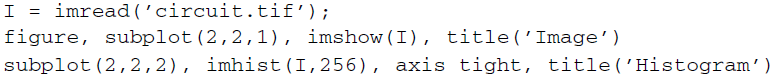 I = imread(’circuit.tif’);
figure, subplot(2,2,1), imshow(I), title(’Image’)
subplot(2,2,2), imhist(I,256), axis tight, title(’Histogram’)